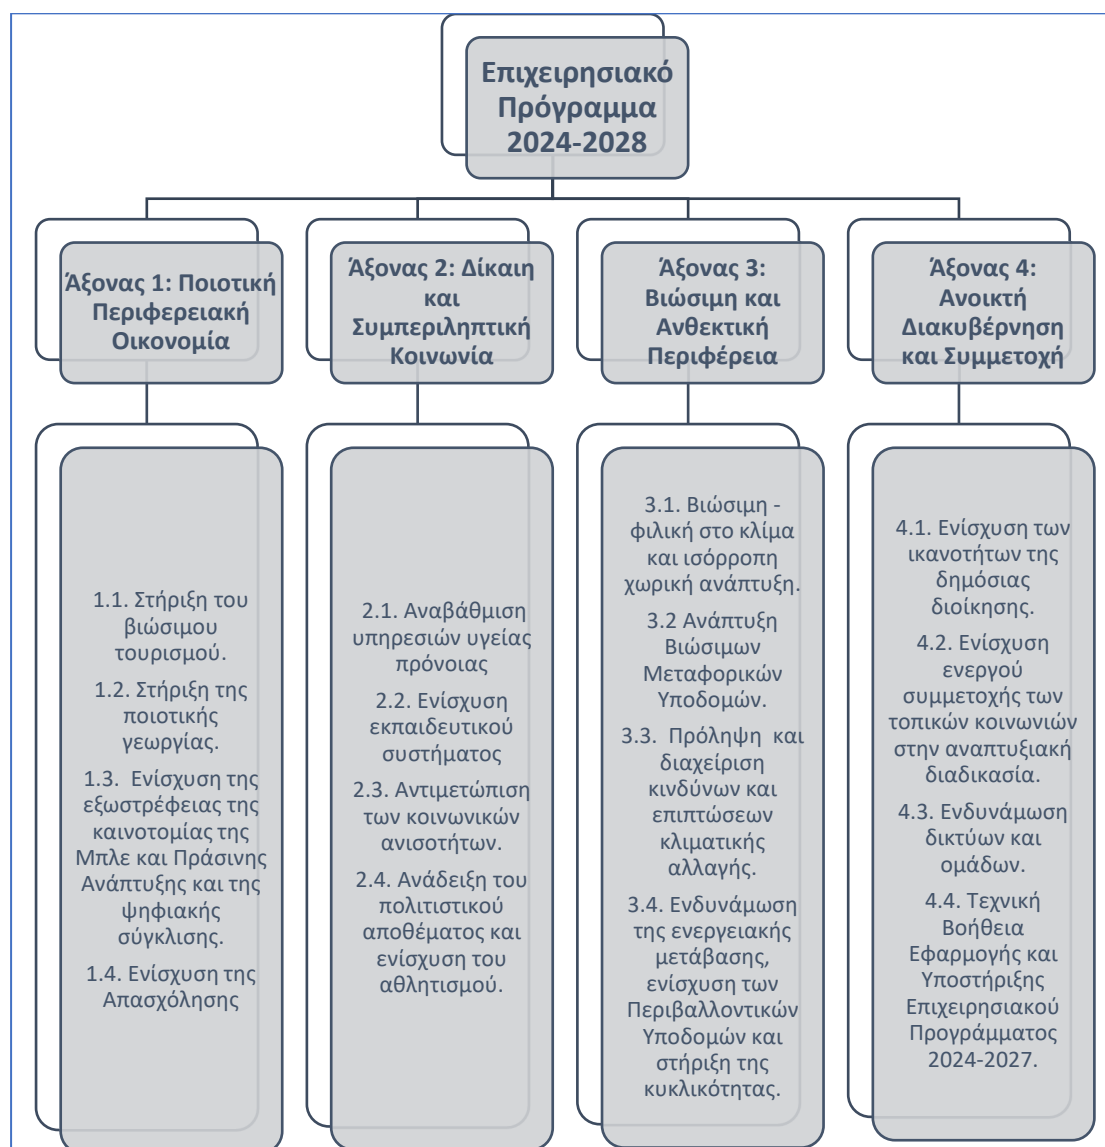 Επιχειρησιακό
Πρόγραμμα
2024-2028
Άξονας 1: Ποιοτική
Περιφερειακή
Οικονομία
Άξονας 2: Δίκαιη
και
Συμπεριληπτική
Κοινωνία
Άξονας 3:
Βιώσιμη και
Ανθεκτική
Περιφέρεια
Άξονας 4:
Ανοικτή
Διακυβέρνηση
και Συμμετοχή
1.1. Στήριξη του
βιώσιμου
τουρισμού.
1.2. Στήριξη της
ποιοτικής
γεωργίας.
1.3. Ενίσχυση της
εξωστρέφειας της
καινοτομίας της
Μπλε και Πράσινης
Ανάπτυξης και της
ψηφιακής
σύγκλισης.
1.4. Ενίσχυση της
Απασχόλησης
2.1. Αναβάθμιση
υπηρεσιών υγείας
πρόνοιας
2.2. Ενίσχυση
εκπαιδευτικού
συστήματος
2.3. Αντιμετώπιση
των κοινωνικών
ανισοτήτων.
2.4. Ανάδειξη του
πολιτιστικού
αποθέματος και
ενίσχυση του
αθλητισμού.
3.1. Βιώσιμη -
φιλική στο κλίμα
και ισόρροπη
χωρική ανάπτυξη.
3.2 Ανάπτυξη
Βιώσιμων
Μεταφορικών
Υποδομών.
3.3. Πρόληψη και
διαχείριση
κινδύνων και
επιπτώσεων
κλιματικής
αλλαγής.
3.4. Ενδυνάμωση
της ενεργειακής
μετάβασης,
ενίσχυση των
Περιβαλλοντικών
Υποδομών και
στήριξη της
κυκλικότητας.
4.1. Ενίσχυση των
ικανοτήτων της
δημόσιας
διοίκησης.
4.2. Ενίσχυση
ενεργού
συμμετοχής των
τοπικών κοινωνιών
στην αναπτυξιακή
διαδικασία.
4.3. Ενδυνάμωση
δικτύων και
ομάδων.
4.4. Τεχνική
Βοήθεια
Εφαρμογής και
Υποστήριξης
Επιχειρησιακού
Προγράμματος
2024-2027.